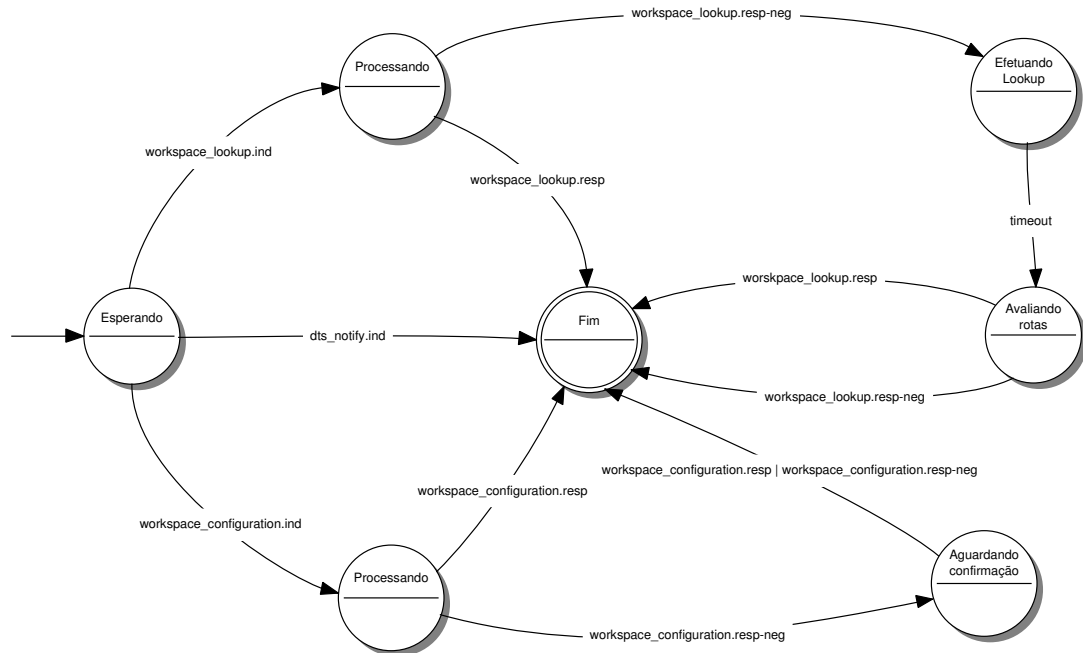 workspace_lookup.resp-neg
Processando
Efetuando
Lookup
workspace_lookup.ind
workspace_lookup.resp
timeout
worskpace_lookup.resp
Esperando
Fim
Avaliando
rotas
dts_notify.ind
workspace_lookup.resp-neg
workspace_configuration.resp | workspace_configuration.resp-neg
workspace_configuration.resp
workspace_configuration.ind
Aguardando
confirmação
Processando
workspace_configuration.resp-neg